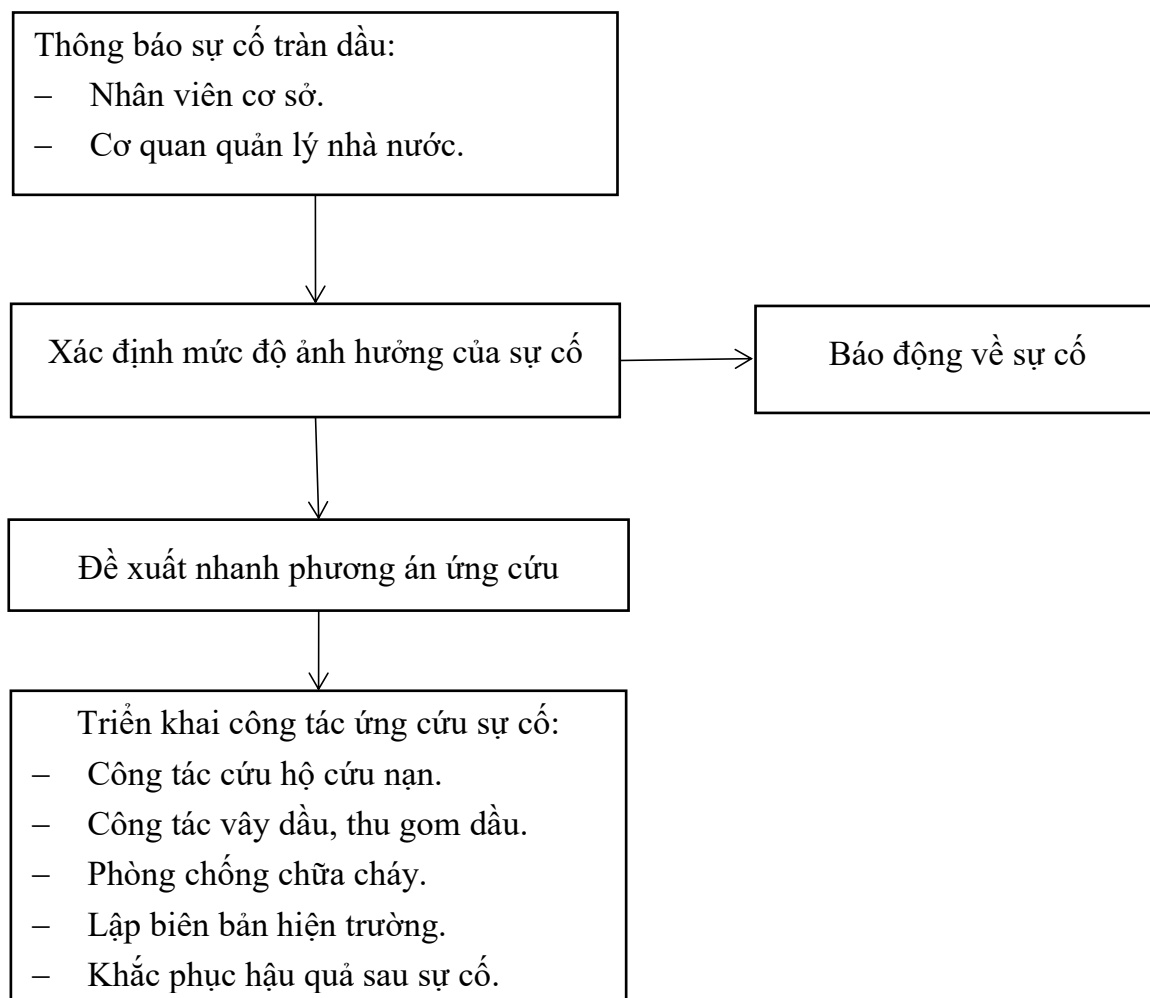 Thông báo sự cố tràn dầu:
– Nhân viên cơ sở.
– Cơ quan quản lý nhà nước.
Xác định mức độ ảnh hưởng của sự cố
Báo động về sự cố
Đề xuất nhanh phương án ứng cứu
Triển khai công tác ứng cứu sự cố:
– Công tác cứu hộ cứu nạn.
– Công tác vây dầu, thu gom dầu.
– Phòng chống chữa cháy.
– Lập biên bản hiện trường.
– Khắc phục hậu quả sau sự cố.